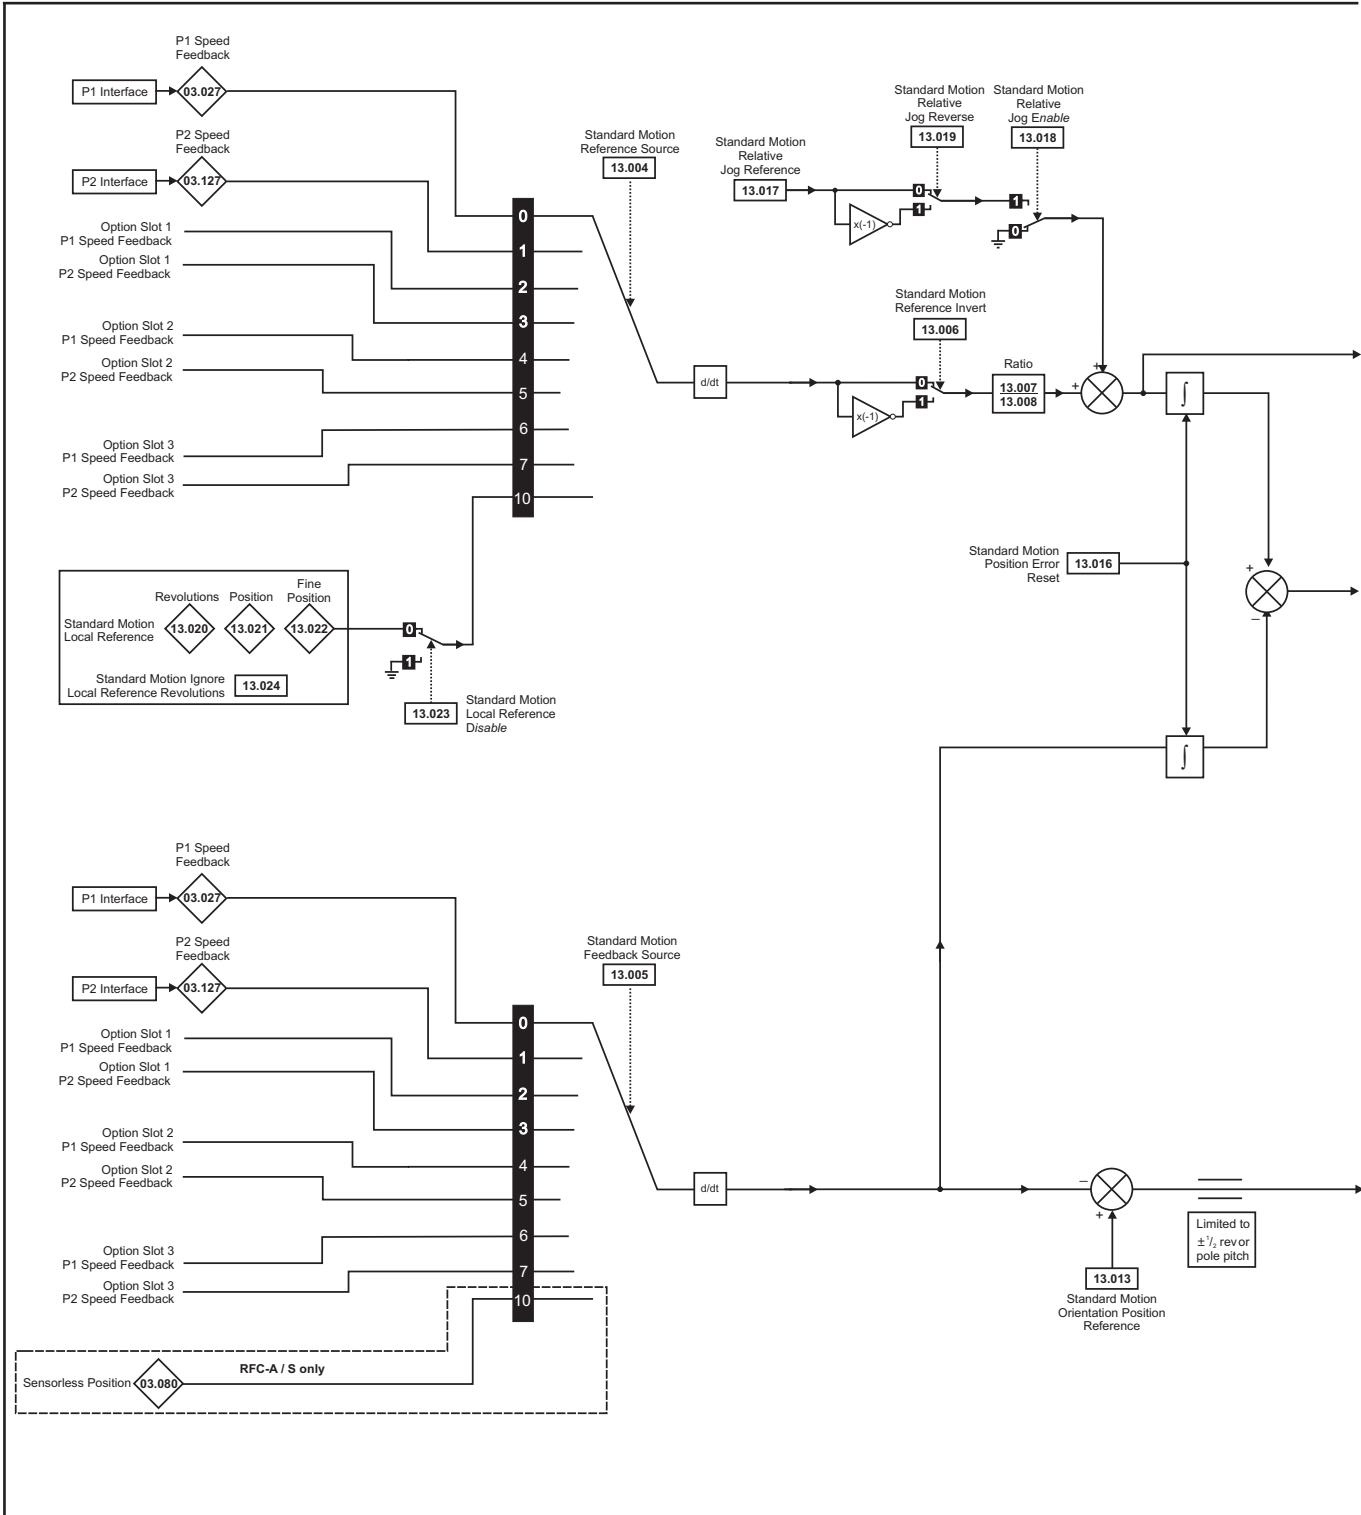 P1 Speed
Feedback
P1 Interface
03.027
P2 Speed
Feedback
P2 Interface
03.127
Option Slot 1
P1 Speed Feedback
Option Slot 1
P2 Speed Feedback
Option Slot 2
P1 Speed Feedback
Option Slot 2
P2 Speed Feedback
Option Slot 3
P1 Speed Feedback
Option Slot 3
P2 Speed Feedback
0
1
2
3
4
5
6
7
10
Standard Motion
Reference Source
13.004
d/dt
Standard Motion
Relative
Jog Reference
13.017
x(-1)
Standard Motion
Relative
Jog Reverse
13.019
0
1
Standard Motion
Relative
Jog Enable
13.018
1
0
Standard Motion
Reference Invert
13.006
0
1
x(-1)
Ratio
13.007
13.008
+
+
∫
Standard Motion
Position Error
Reset
13.016
+
−
∫
Revolutions
Position
Fine
Position
Standard Motion
Local Reference
13.020
13.021
13.022
Standard Motion Ignore
Local Reference Revolutions
13.024
0
1
13.023
Standard Motion
Local Reference
Disable
P1 Speed
Feedback
P1 Interface
03.027
P2 Speed
Feedback
P2 Interface
03.127
Option Slot 1
P1 Speed Feedback
Option Slot 1
P2 Speed Feedback
Option Slot 2
P1 Speed Feedback
Option Slot 2
P2 Speed Feedback
Option Slot 3
P1 Speed Feedback
Option Slot 3
P2 Speed Feedback
0
1
2
3
4
5
6
7
10
Standard Motion
Feedback Source
13.005
d/dt
−
+
13.013
Standard Motion
Orientation Position
Reference
Limited to
±1/2 rev or
pole pitch
RFC-A / S only
Sensorless Position
03.080